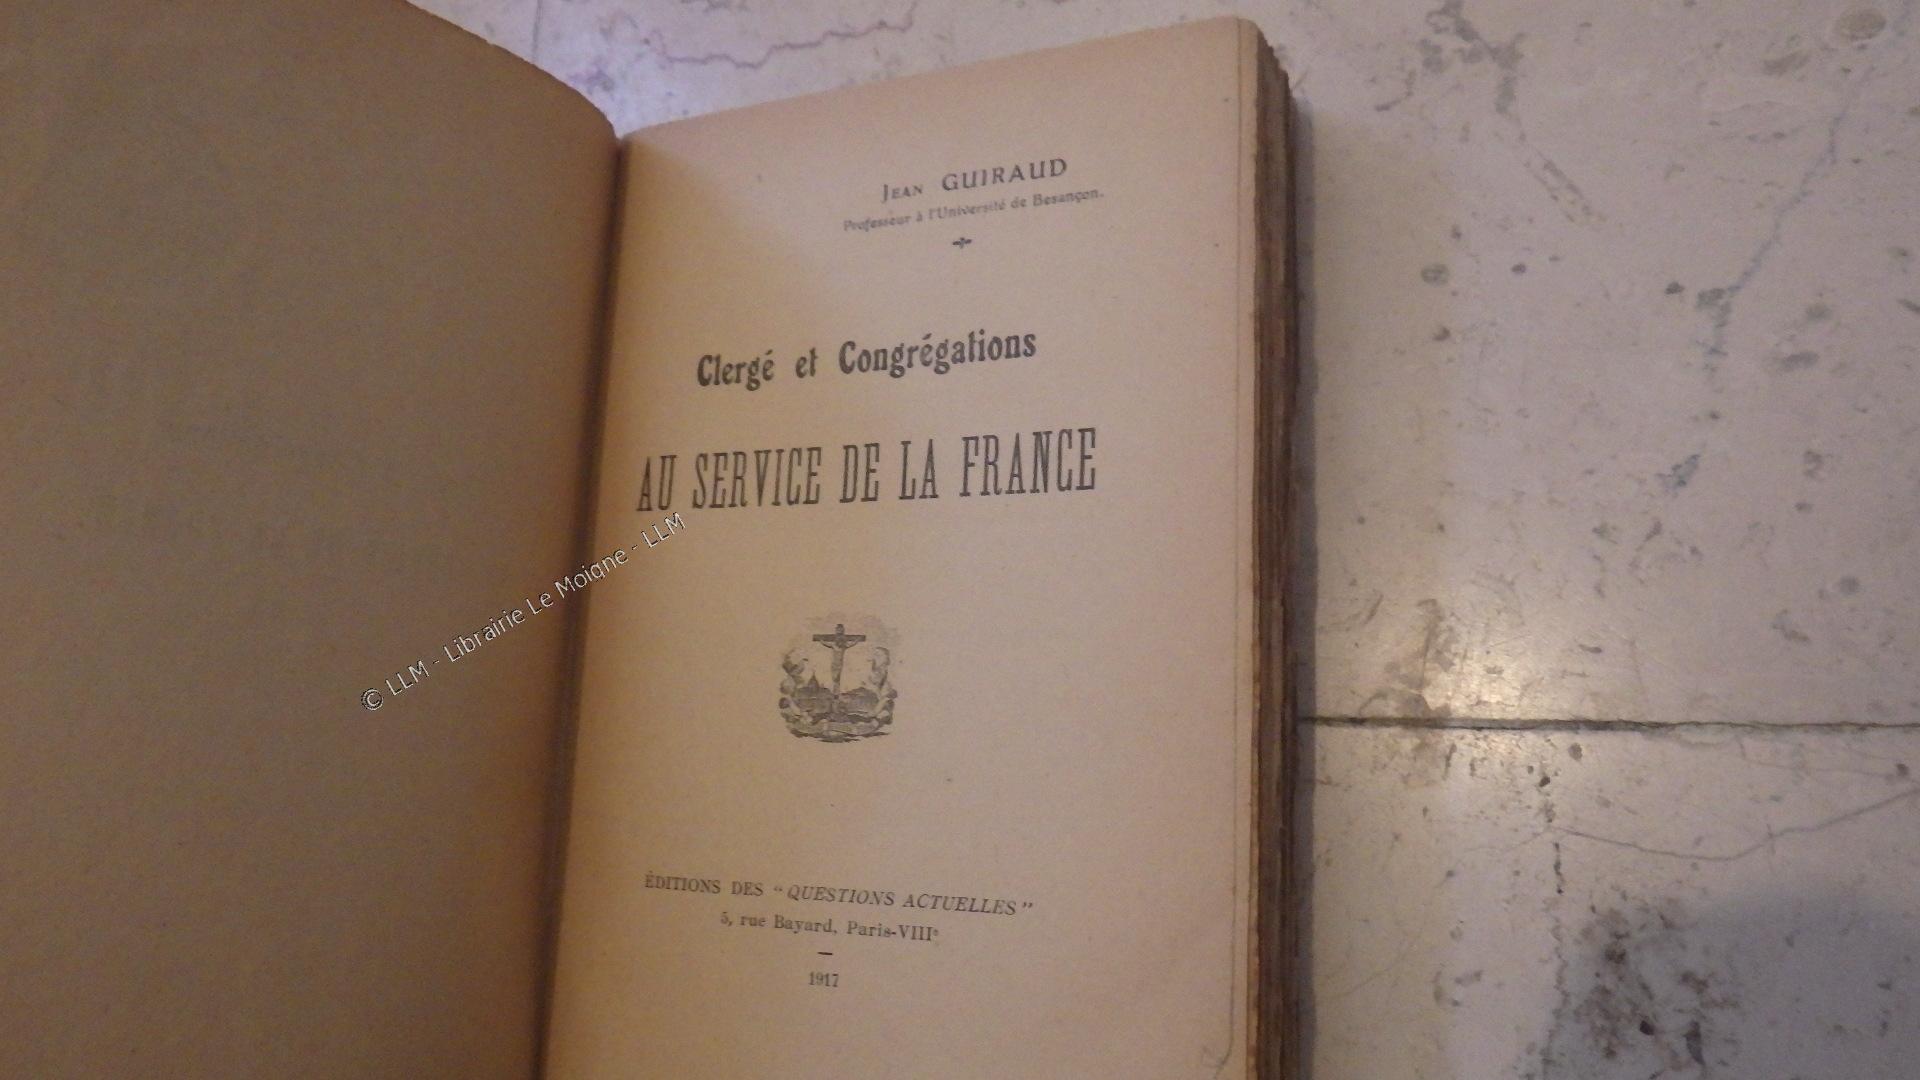 Jean GUIRAUD
Professeur à l'Université de Besançon.
Clergé et Congrégations
AU SERVICE DE LA FRANCE
© LLM - Librairie Le Moigne - LLM
ÉDITIONS DES "QUESTIONS ACTUELLES"
5, rue Bayard, Paris-VIIIe
1917